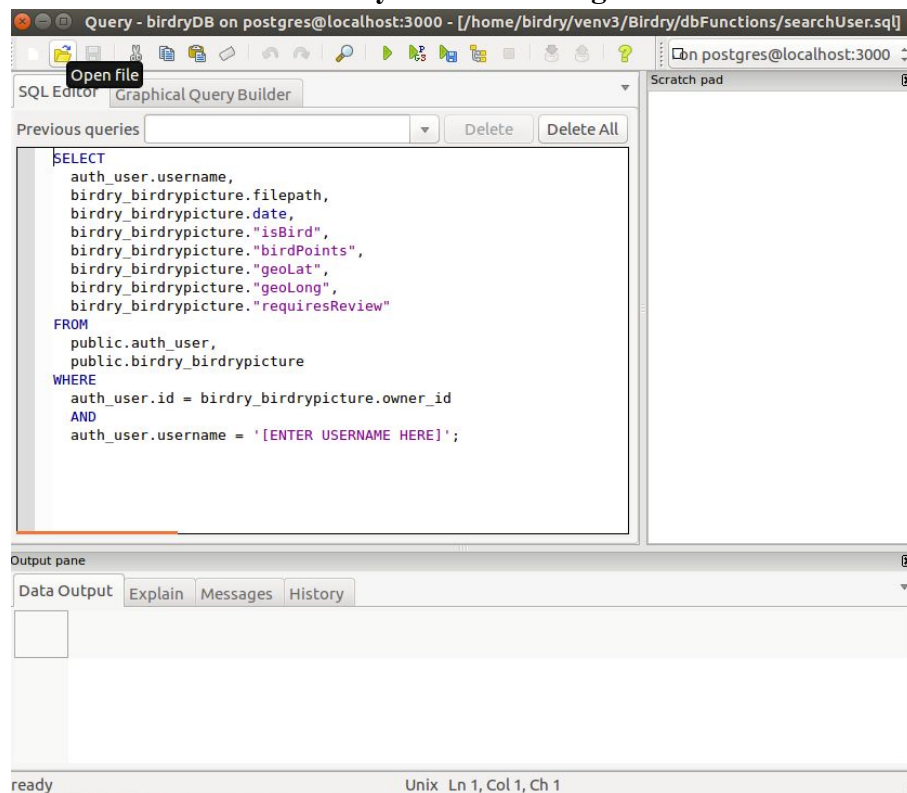 Query - birdryDB on postgres@localhost:3000 - [/home/birdry/venv3/Birdry/dbFunctions/searchUser.sql]
on postgres@localhost:3000
Open file
SQL Editor Graphical Query Builder
Scratch pad
Previous queries Delete Delete All
SELECT
auth_user.username,
birdry_birdrypicture.filepath,
birdry_birdrypicture.date,
birdry_birdrypicture."isBird",
birdry_birdrypicture."birdPoints",
birdry_birdrypicture."geoLat",
birdry_birdrypicture."geoLong",
birdry_birdrypicture."requiresReview"
FROM
public.auth_user,
public.birdry_birdrypicture
WHERE
auth_user.id = birdry_birdrypicture.owner_id
AND
auth_user.username = '[ENTER USERNAME HERE]';
Output pane
Data Output Explain Messages History
ready Unix Ln 1, Col 1, Ch 1